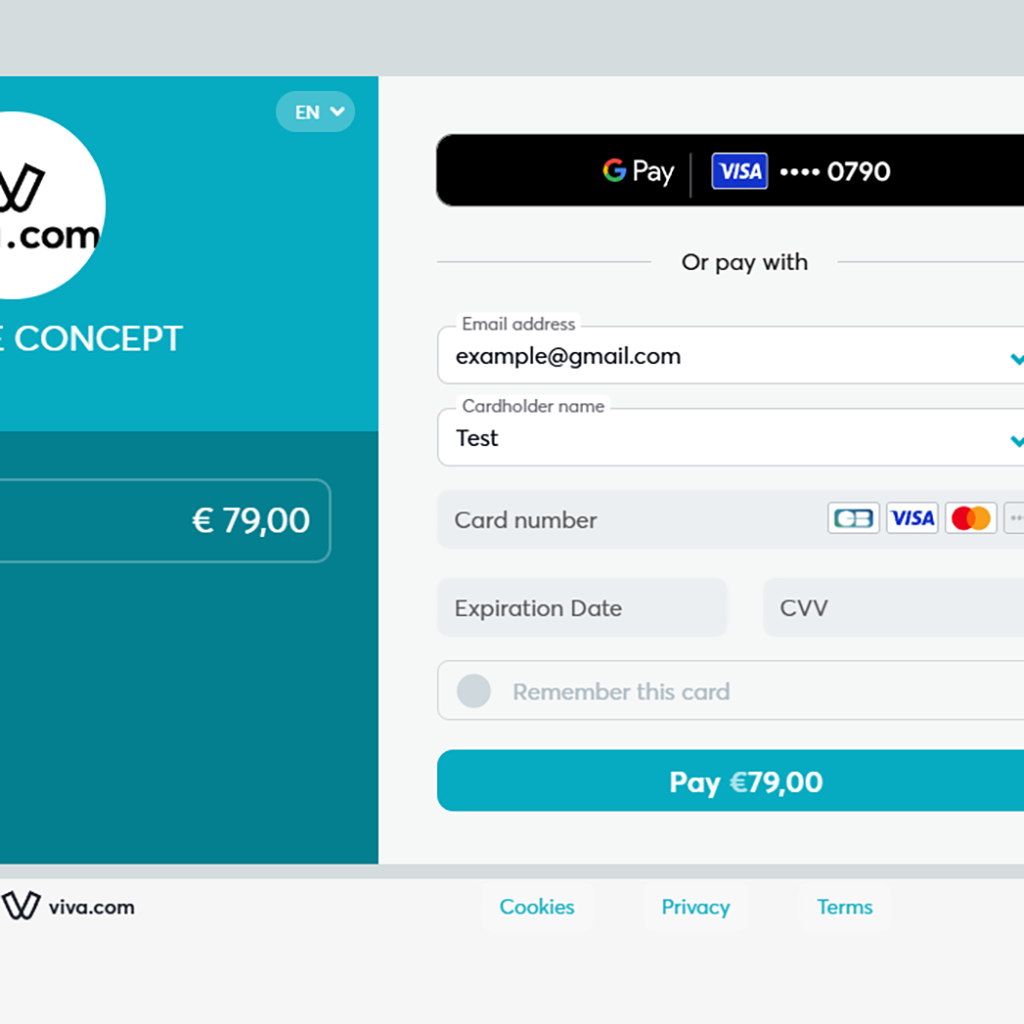 EN
.com
E CONCEPT
€ 79,00
G Pay VISA •••• 0790
Or pay with
Email address
example@gmail.com
Cardholder name
Test
Card number CB VISA
Expiration Date CVV
Remember this card
Pay €79,00
viva.com Cookies Privacy Terms